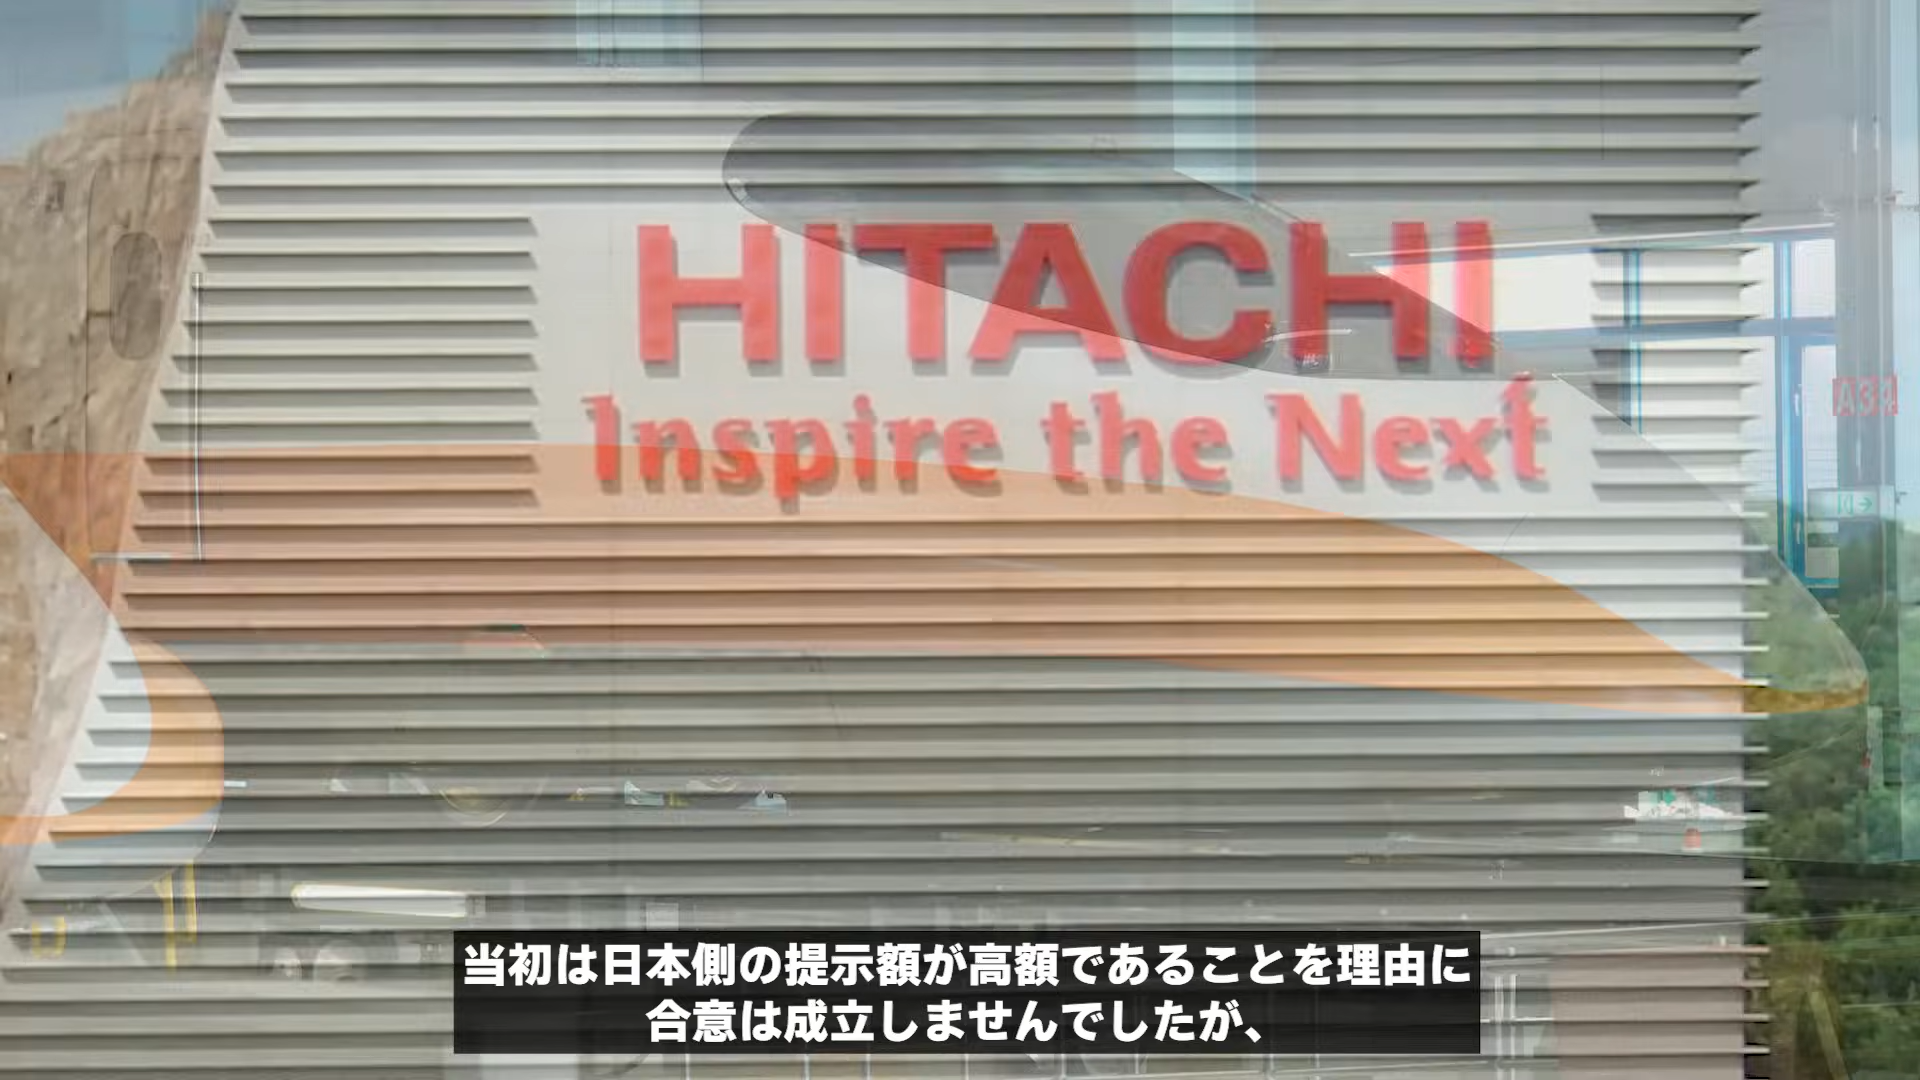 HITACHI
Inspire the Next
当初は日本側の提示額が高額であることを理由に
合意は成立しませんでしたが、